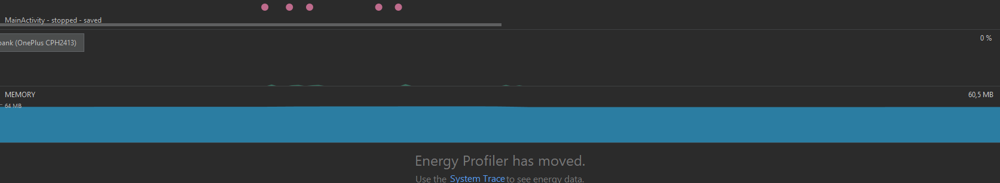 MainActivity - stopped - saved
bank (OnePlus CPH2413)
0 %
MEMORY
60,5 MB
64 MB
Energy Profiler has moved.
Use the System Trace to see energy data.